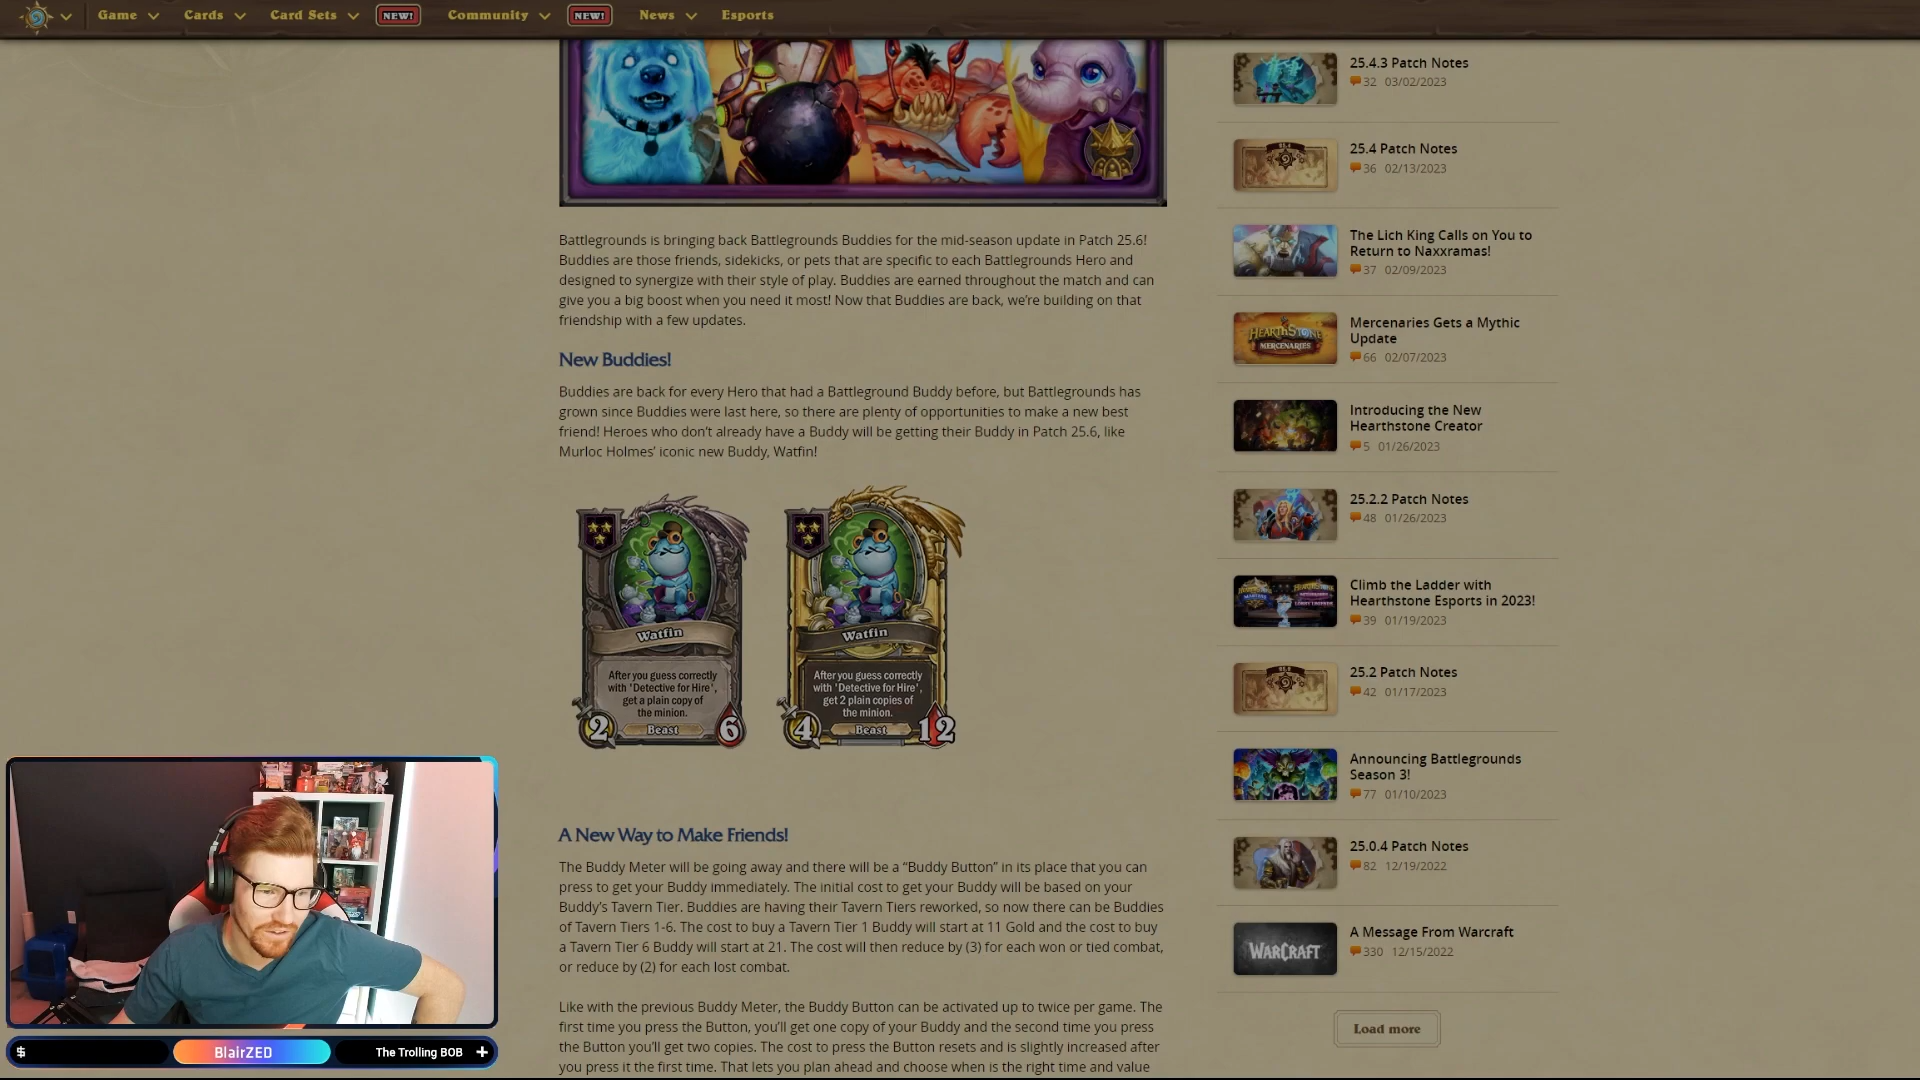 Game
Cards
Card Sets
NEW!
Community
NEW!
News
Esports
Battlegrounds is bringing back Battlegrounds Buddies for the mid-season update in Patch 25.6!
Buddies are those friends, sidekicks, or pets that are specific to each Battlegrounds Hero and
designed to synergize with their style of play. Buddies are earned throughout the match and can
give you a big boost when you need it most! Now that Buddies are back, we’re building on that
friendship with a few updates.
New Buddies!
Buddies are back for every Hero that had a Battleground Buddy before, but Battlegrounds has
grown since Buddies were last here, so there are plenty of opportunities to make a new best
friend! Heroes who don't already have a Buddy will be getting their Buddy in Patch 25.6, like
Murloc Holmes’ iconic new Buddy, Watfin!
Watfin
After you guess correctly
with 'Detective for Hire',
get a plain copy of
the minion.
2
Beast
6
Watfin
After you guess correctly
with 'Detective for Hire',
get 2 plain copies of
the minion.
4
Beast
12
A New Way to Make Friends!
The Buddy Meter will be going away and there will be a “Buddy Button” in its place that you can
press to get your Buddy immediately. The initial cost to get your Buddy will be based on your
Buddy’s Tavern Tier. Buddies are having their Tavern Tiers reworked, so now there can be Buddies
of Tavern Tiers 1-6. The cost to buy a Tavern Tier 1 Buddy will start at 11 Gold and the cost to buy
a Tavern Tier 6 Buddy will start at 21. The cost will then reduce by (3) for each won or tied combat,
or reduce by (2) for each lost combat.
Like with the previous Buddy Meter, the Buddy Button can be activated up to twice per game. The
first time you press the Button, you’ll get one copy of your Buddy and the second time you press
the Button you’ll get two copies. The cost to press the Button resets and is slightly increased after
you press it the first time. That lets you plan ahead and choose when is the right time and value
25.4.3 Patch Notes
32 03/02/2023
25.4 Patch Notes
36 02/13/2023
The Lich King Calls on You to
Return to Naxxramas!
37 02/09/2023
HEARTHSTONE
MERCENARIES
Mercenaries Gets a Mythic
Update
66 02/07/2023
Introducing the New
Hearthstone Creator
5 01/26/2023
25.2.2 Patch Notes
48 01/26/2023
Climb the Ladder with
Hearthstone Esports in 2023!
39 01/19/2023
25.2 Patch Notes
42 01/17/2023
Announcing Battlegrounds
Season 3!
77 01/10/2023
25.0.4 Patch Notes
82 12/19/2022
WARCRAFT
A Message From Warcraft
330 12/15/2022
Load more
$
BlairZED
The Trolling BOB +